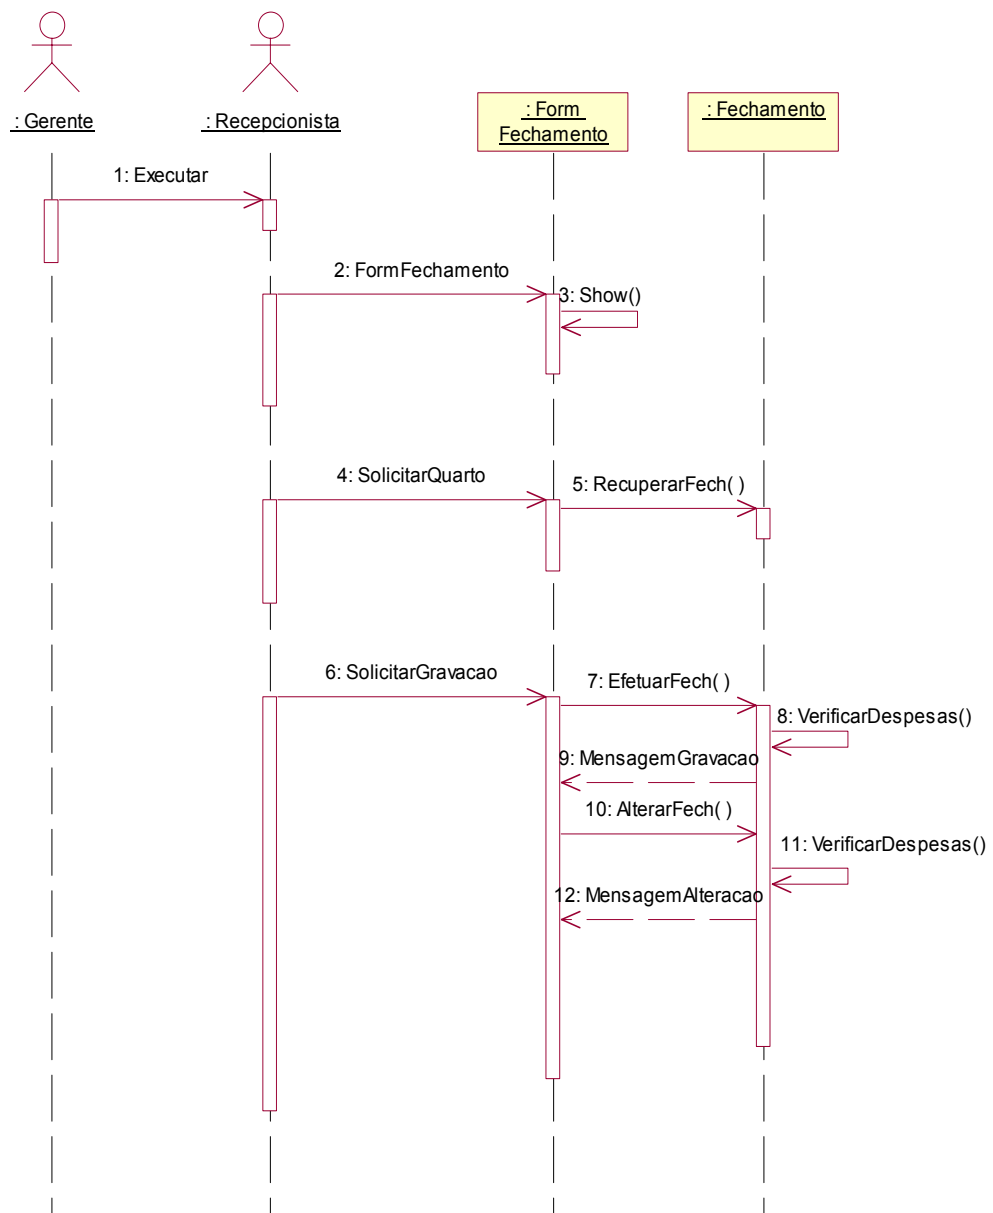 : Gerente
: Recepcionista
: Form
Fechamento
: Fechamento
1: Executar
2: FormFechamento
3: Show()
4: SolicitarQuarto
5: RecuperarFech( )
6: SolicitarGravacao
7: EfetuarFech( )
8: VerificarDespesas()
9: MensagemGravacao
10: AlterarFech( )
11: VerificarDespesas()
12: MensagemAlteracao